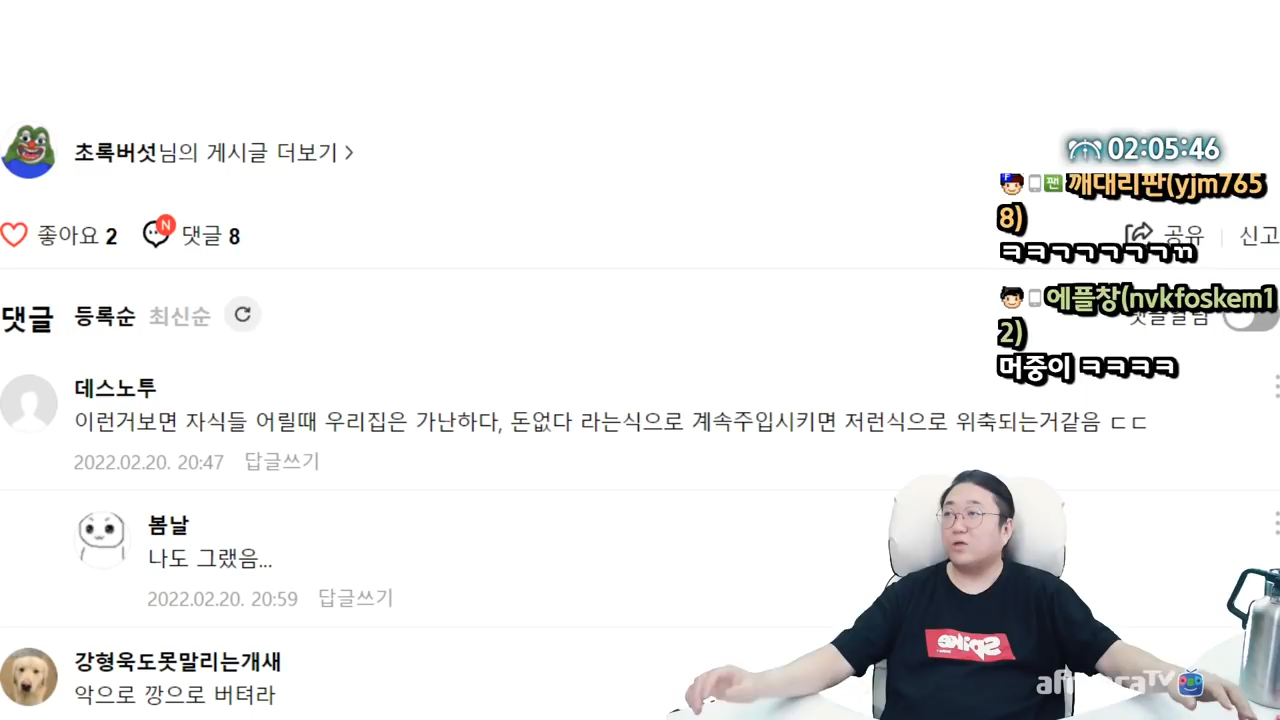 초록버섯님의 게시글 더보기 >
02:05:46
깨대리판(yjm765
8)
ㅋㅋㄱㄱㄱㄱㄱㄲ
좋아요 2 댓글 8
공유 신고
댓글 등록순 최신순
에플창(nvkfoskem1
2)
머중이 ㅋㅋㅋㅋ
데스노투
이런거보면 자식들 어릴때 우리집은 가난하다, 돈없다 라는식으로 계속주입시키면 저런식으로 위축되는거같음 ㄷㄷ
2022.02.20. 20:47 답글쓰기
봄날
나도 그랬음...
2022.02.20. 20:59 답글쓰기
강형욱도못말리는개새
악으로 깡으로 버텨라
afreecaTV